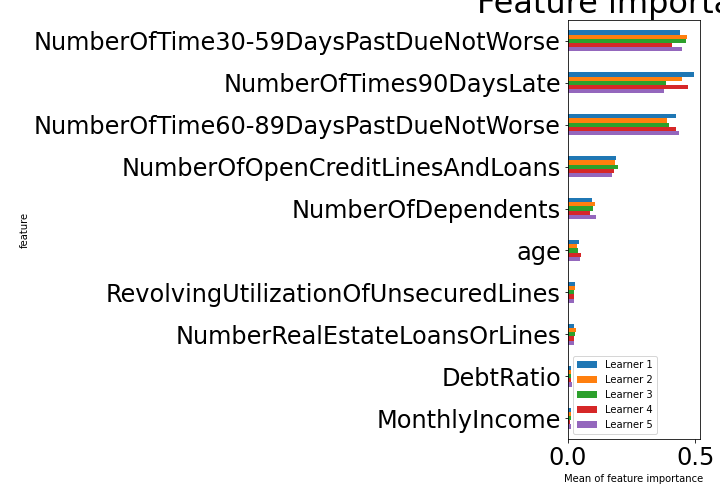 Feature importa
NumberOfTime30-59DaysPastDueNotWorse
NumberOfTimes90DaysLate
NumberOfTime60-89DaysPastDueNotWorse
NumberOfOpenCreditLinesAndLoans
NumberOfDependents
age
RevolvingUtilizationOfUnsecuredLines
NumberRealEstateLoansOrLines
DebtRatio
MonthlyIncome
feature
Learner 1
Learner 2
Learner 3
Learner 4
Learner 5
0.0 0.5
Mean of feature importance